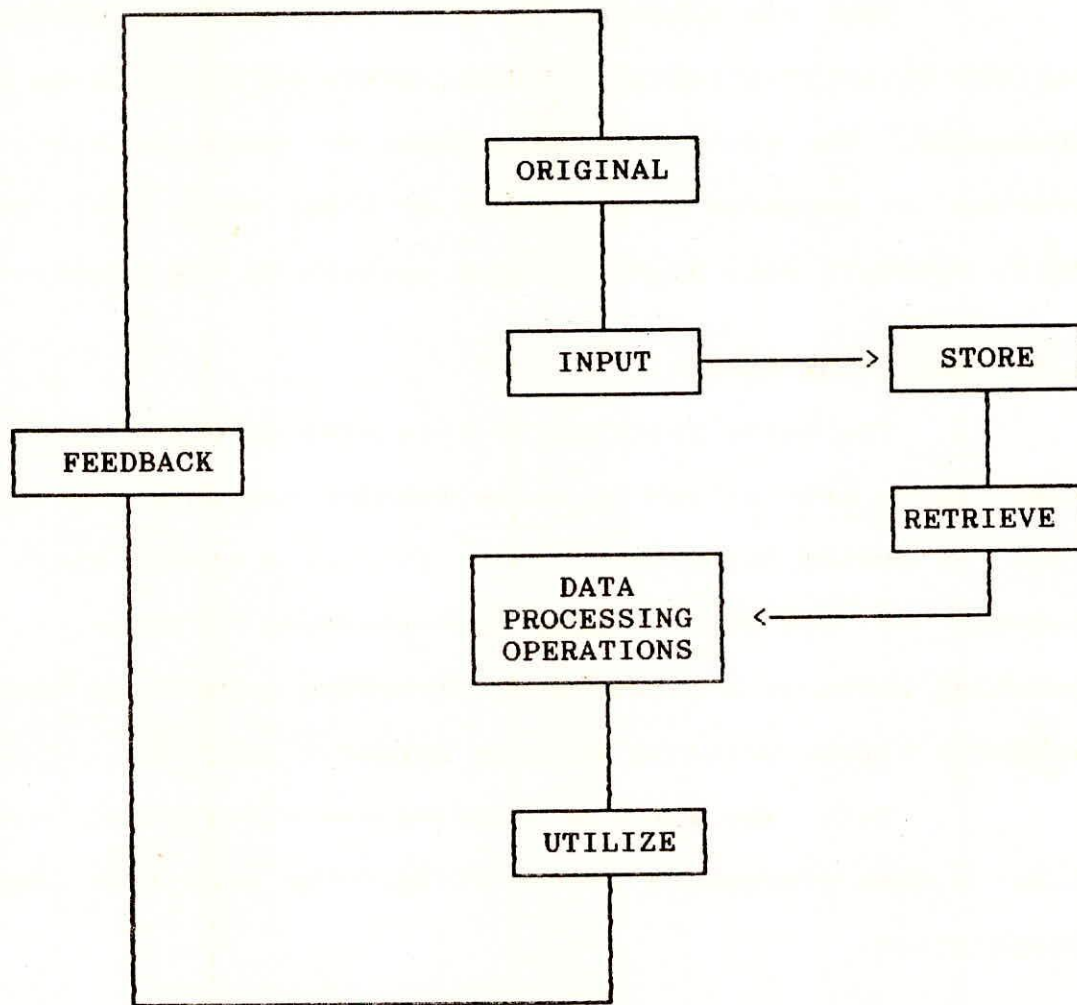 ORIGINAL
INPUT
STORE
FEEDBACK
RETRIEVE
DATA
PROCESSING
OPERATIONS
UTILIZE